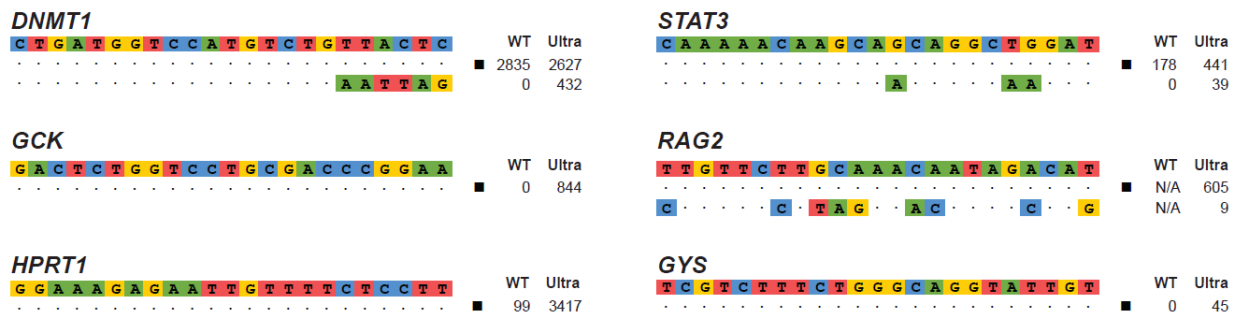 DNMT1
WT Ultra
C T G A T G G T C C A T G T C T G T T A C T C
· · · · · · · · · · · · · · · · · · · · · · · ■ 2835 2627
· · · · · · · · · · · · · · · · · A A T T A G 0 432
STAT3
WT Ultra
C A A A A A C A A G C A G C A G G C T G G A T
· · · · · · · · · · · · · · · · · · · · · · · ■ 178 441
· · · · · · · · · · · · A · · · · · A A · · · 0 39
GCK
WT Ultra
G A C T C T G G T C C T G C G A C C C G G A A
· · · · · · · · · · · · · · · · · · · · · · · ■ 0 844
RAG2
WT Ultra
T T G T T C T T G C A A A C A A T A G A C A T
· · · · · · · · · · · · · · · · · · · · · · · ■ N/A 605
C · · · · · C · T A G · · A C · · · · C · · G N/A 9
HPRT1
WT Ultra
G G A A A G A G A A T T G T T T T C T C C T T
· · · · · · · · · · · · · · · · · · · · · · · ■ 99 3417
GYS
WT Ultra
T C G T C T T T C T G G G C A G G T A T T G T
· · · · · · · · · · · · · · · · · · · · · · · ■ 0 45